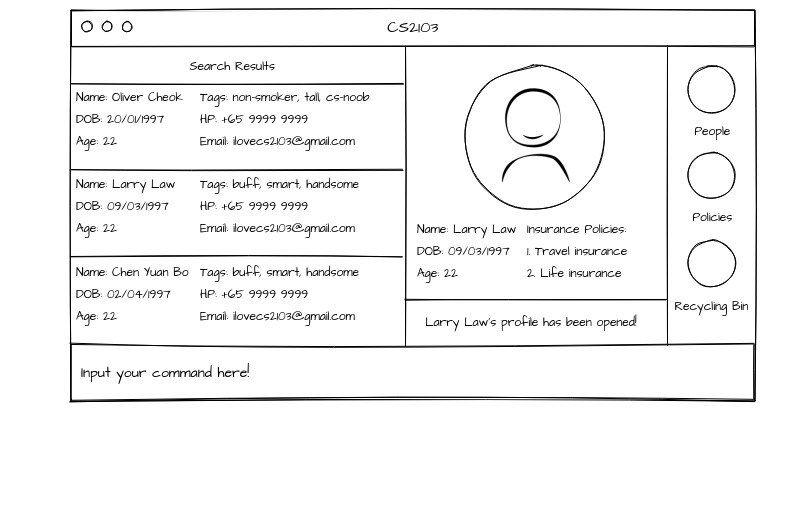 CS2103
Search Results
Name: Oliver Cheok Tags: non-smoker, tall, cs-noob
DOB: 20/01/1997 HP: +65 9999 9999
Age: 22 Email: ilovecs2103@gmail.com
Name: Larry Law Tags: buff, smart, handsome
DOB: 09/03/1997 HP: +65 9999 9999
Age: 22 Email: ilovecs2103@gmail.com
Name: Chen Yuan Bo Tags: buff, smart, handsome
DOB: 02/04/1997 HP: +65 9999 9999
Age: 22 Email: ilovecs2103@gmail.com
Name: Larry Law Insurance Policies:
DOB: 09/03/1997 1. Travel insurance
Age: 22 2. Life insurance
Larry Law's profile has been opened!
People
Policies
Recycling Bin
Input your command here!